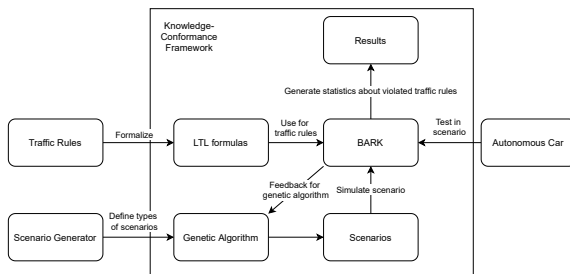 Knowledge-
Conformance
Framework
Results
Generate statistics about violated traffic rules
Traffic Rules
Formalize
LTL formulas
Use for
traffic rules
BARK
Test in
scenario
Autonomous Car
Feedback for
genetic algorithm
Simulate scenario
Scenario Generator
Define types
of scenarios
Genetic Algorithm
Scenarios